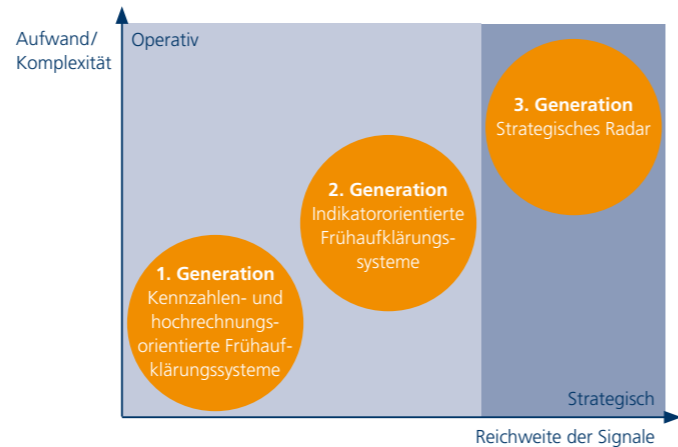 Aufwand/
Komplexität
Operativ
3. Generation
Strategisches Radar
2. Generation
Indikatororientierte
Frühaufklärungs-
systeme
1. Generation
Kennzahlen- und
hochrechnungs-
orientierte Frühauf-
klärungssysteme
Strategisch
Reichweite der Signale